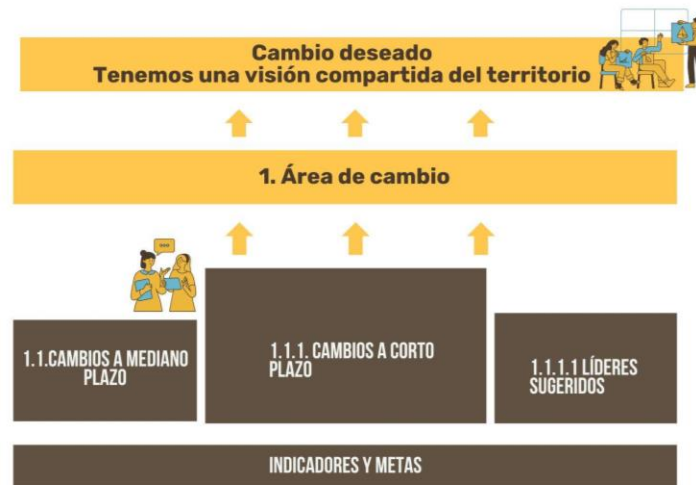 Cambio deseado
Tenemos una visión compartida del territorio
1. Área de cambio
1.1.CAMBIOS A MEDIANO
PLAZO
1.1.1. CAMBIOS A CORTO
PLAZO
1.1.1.1 LÍDERES
SUGERIDOS
INDICADORES Y METAS